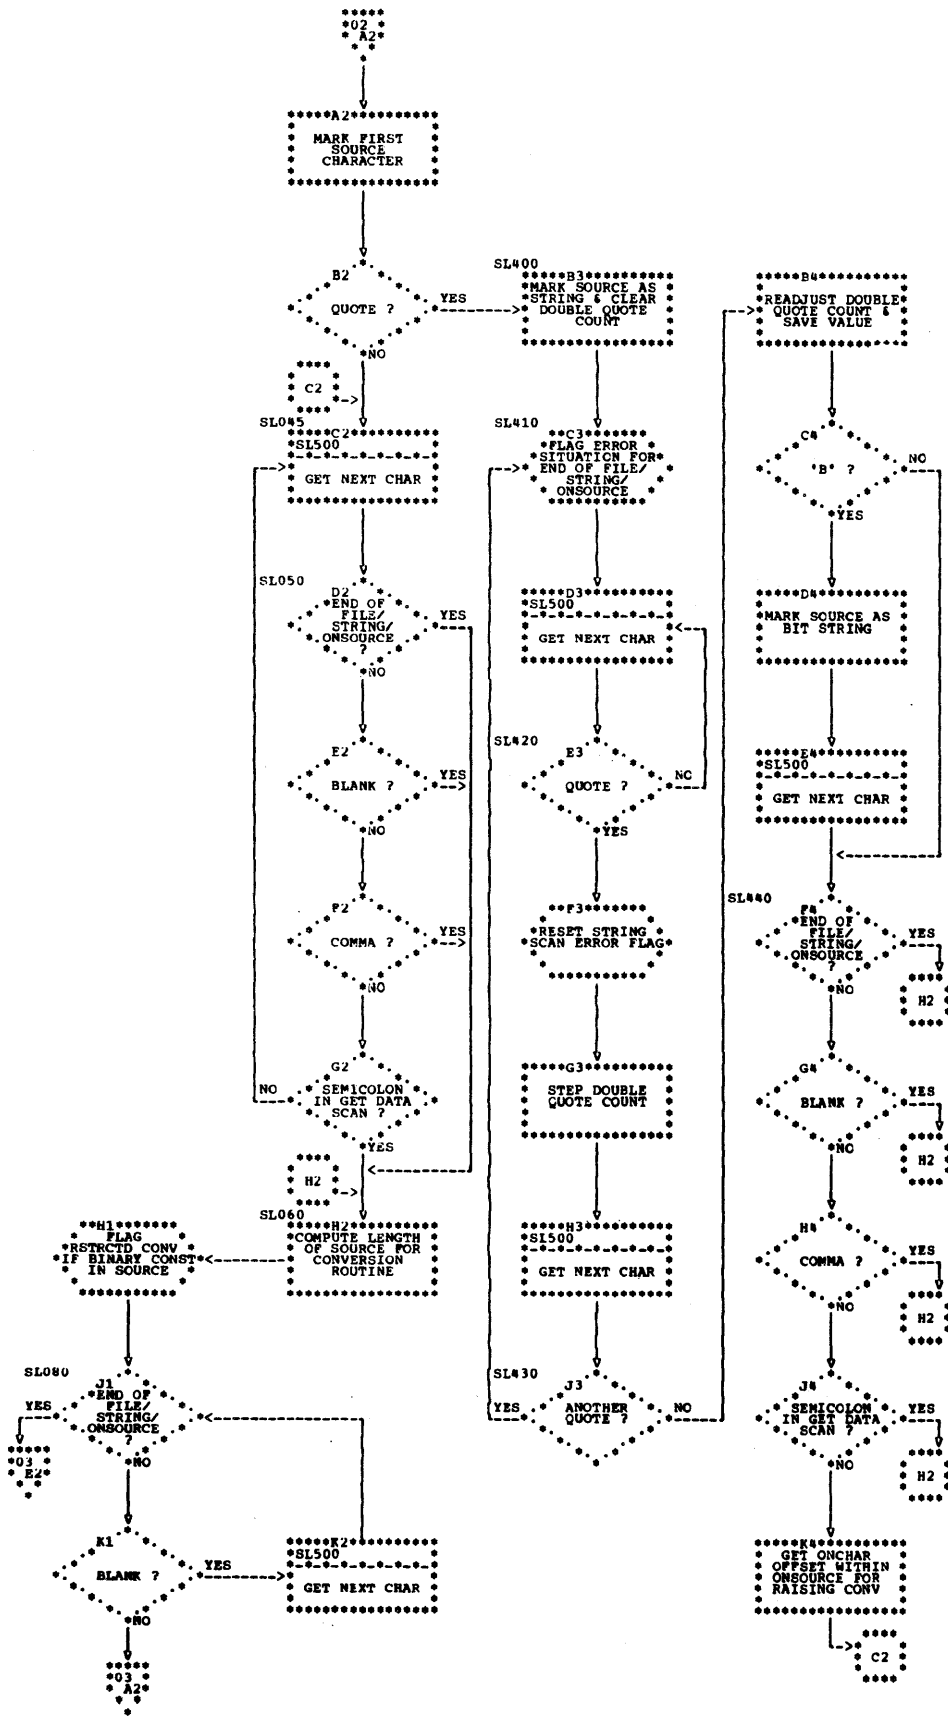 02
A2
A2
MARK FIRST
SOURCE
CHARACTER
B2
QUOTE ?
YES
NO
C2
SL045
C2
SL500
GET NEXT CHAR
SL050
D2
END OF
FILE/
STRING/
ONSOURCE
?
YES
NO
E2
BLANK ?
YES
NO
F2
COMMA ?
YES
NO
G2
SEMICOLON
IN GET DATA
SCAN ?
NO
YES
H2
SL060
H2
COMPUTE LENGTH
OF SOURCE FOR
CONVERSION
ROUTINE
H1
FLAG
RSTRCTD CONV
IF BINARY CONST
IN SOURCE
SL080
J1
END OF
FILE/
STRING/
ONSOURCE
?
YES
NO
03
E2
K1
BLANK ?
YES
NO
K2
SL500
GET NEXT CHAR
03
A2
SL400
B3
MARK SOURCE AS
STRING & CLEAR
DOUBLE QUOTE
COUNT
SL410
C3
FLAG ERROR
SITUATION FOR
END OF FILE/
STRING/
ONSOURCE
D3
SL500
GET NEXT CHAR
SL420
E3
QUOTE ?
NO
YES
F3
RESET STRING
SCAN ERROR FLAG
G3
STEP DOUBLE
QUOTE COUNT
H3
SL500
GET NEXT CHAR
SL430
J3
ANOTHER
QUOTE ?
YES
NO
B4
READJUST DOUBLE
QUOTE COUNT &
SAVE VALUE
C4
'B' ?
NO
YES
D4
MARK SOURCE AS
BIT STRING
E4
SL500
GET NEXT CHAR
SL440
F4
END OF
FILE/
STRING/
ONSOURCE
?
YES
NO
H2
G4
BLANK ?
YES
NO
H2
H4
COMMA ?
YES
NO
H2
J4
SEMICOLON
IN GET DATA
SCAN ?
YES
NO
H2
K4
GET ONCHAR
OFFSET WITHIN
ONSOURCE FOR
RAISING CONV
C2